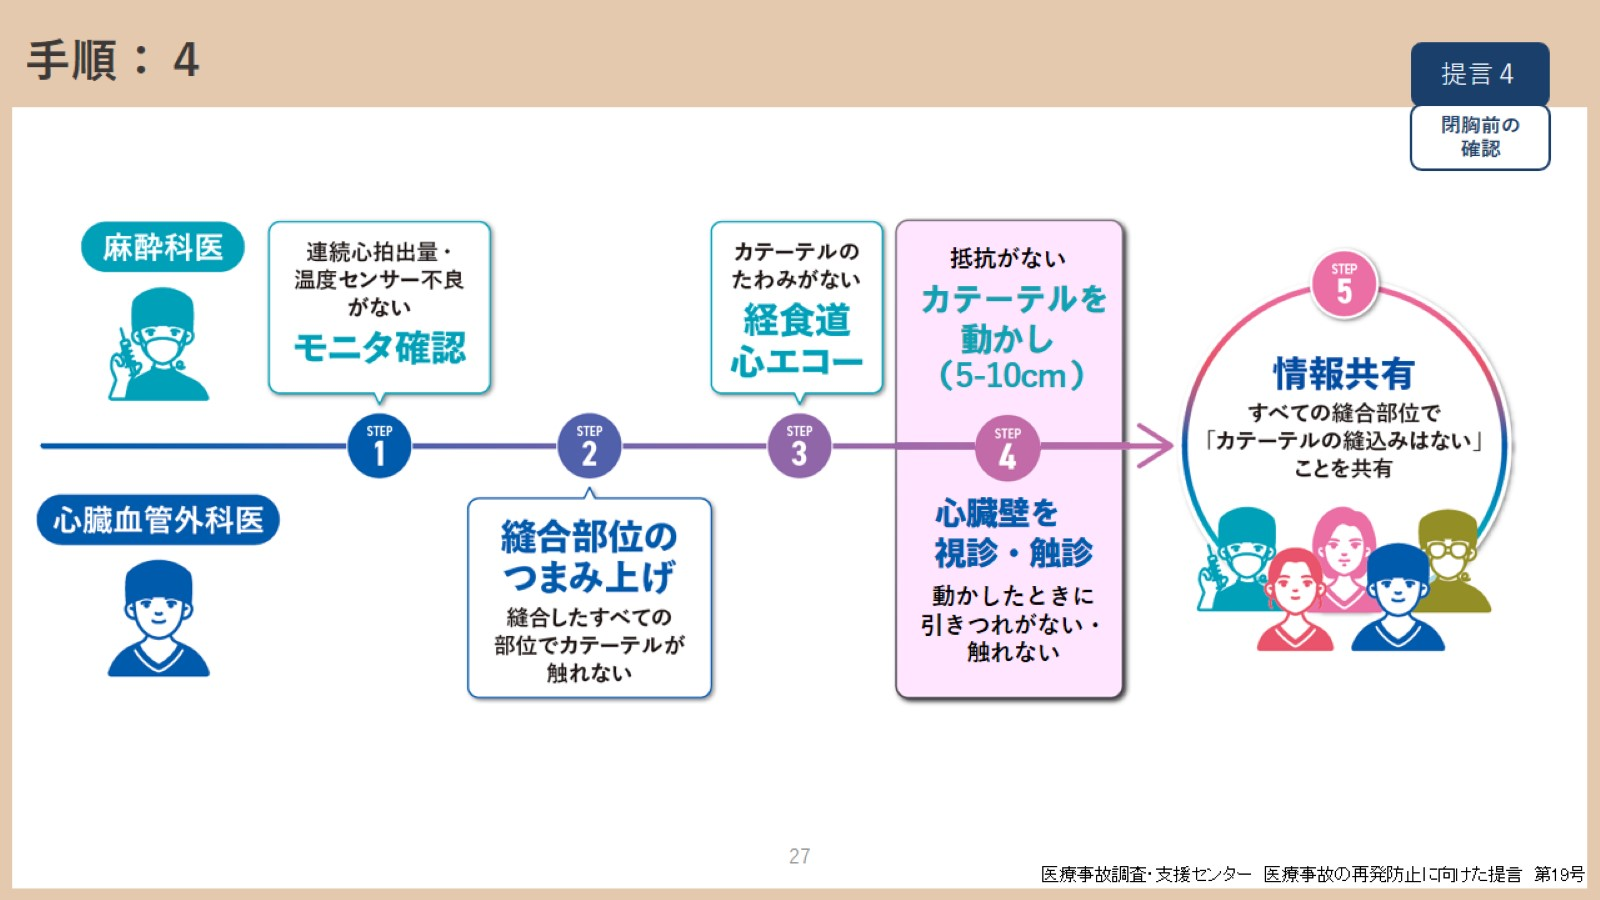 手順：4
提言4
閉胸前の
確認
麻酔科医
連続心拍出量・
温度センサー不良
がない
モニタ確認
カテーテルの
たわみがない
経食道
心エコー
抵抗がない
カテーテルを
動かし
（5-10cm）
STEP
1
STEP
2
STEP
3
STEP
4
STEP
5
情報共有
すべての縫合部位で
「カテーテルの縫込みはない」
ことを共有
心臓血管外科医
縫合部位の
つまみ上げ
縫合したすべての
部位でカテーテルが
触れない
心臓壁を
視診・触診
動かしたときに
引きつれがない・
触れない
27
医療事故調査・支援センター　医療事故の再発防止に向けた提言　第19号